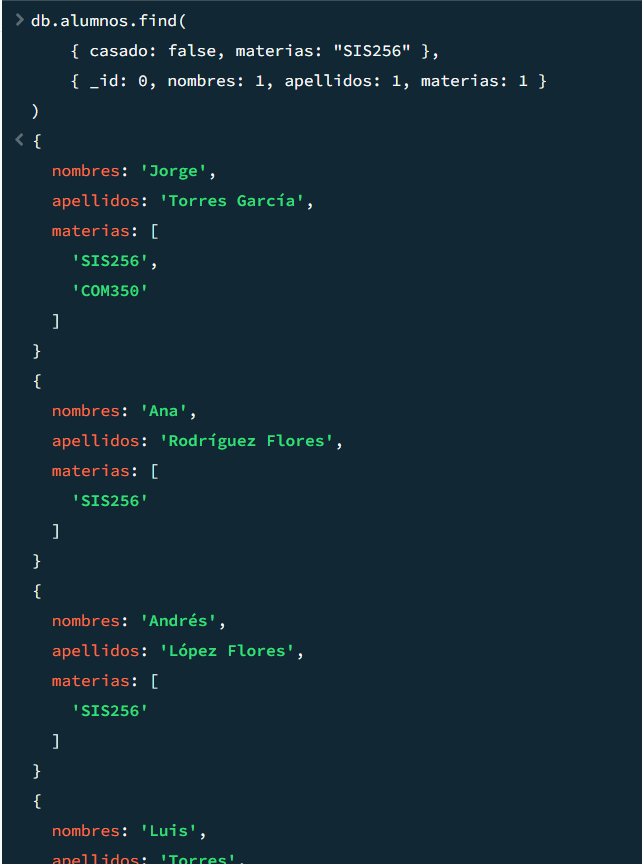 db.alumnos.find(
{ casado: false, materias: "SIS256" },
{ _id: 0, nombres: 1, apellidos: 1, materias: 1 }
)
{
nombres: 'Jorge',
apellidos: 'Torres García',
materias: [
'SIS256',
'COM350'
]
}
{
nombres: 'Ana',
apellidos: 'Rodríguez Flores',
materias: [
'SIS256'
]
}
{
nombres: 'Andrés',
apellidos: 'López Flores',
materias: [
'SIS256'
]
}
{
nombres: 'Luis',
apellidos: 'Torres',